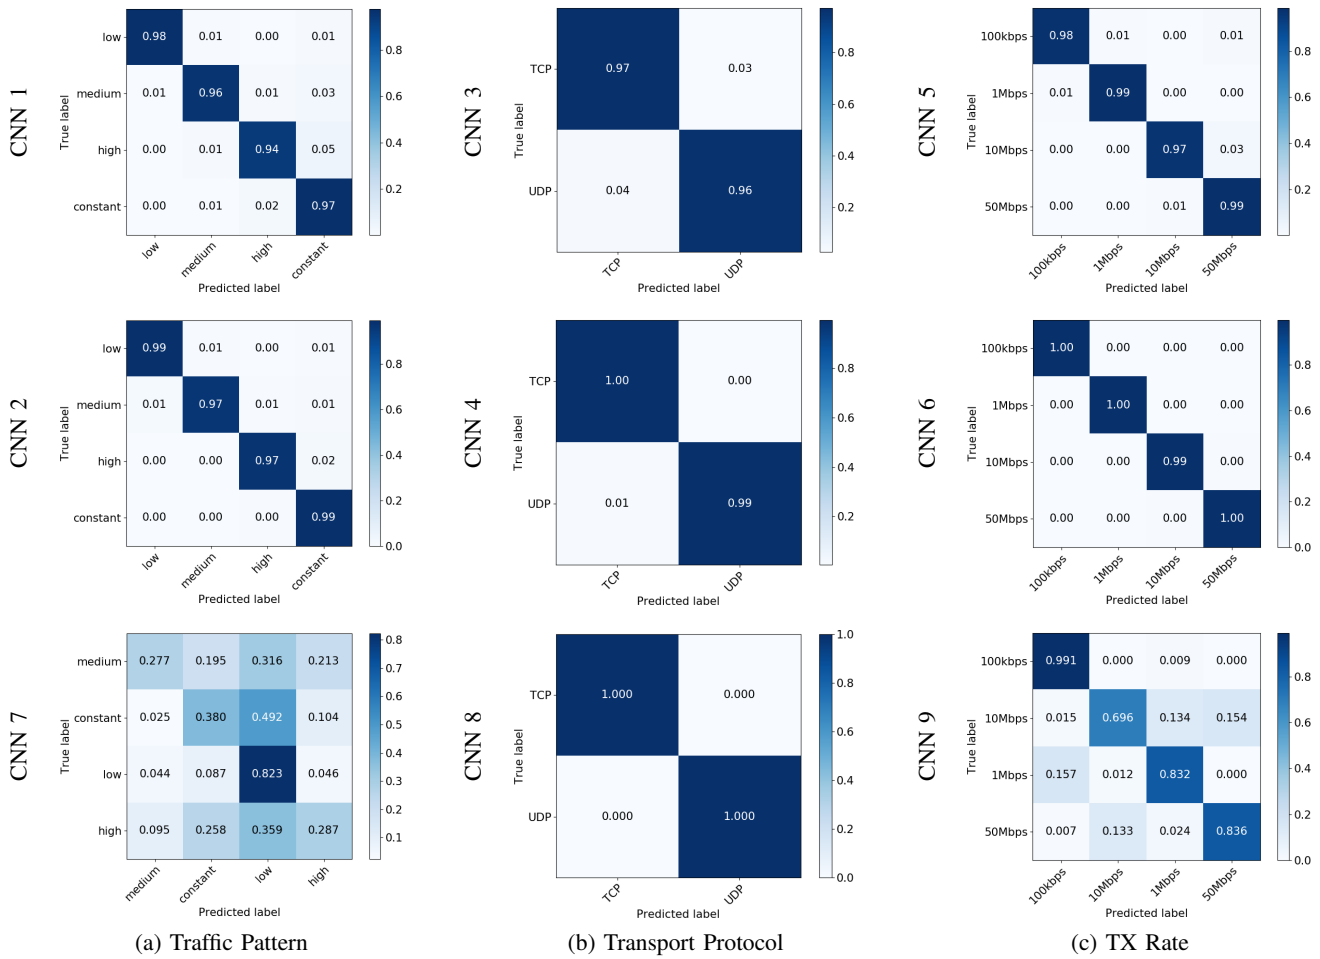 CNN 1
True label
low 0.98 0.01 0.00 0.01
medium 0.01 0.96 0.01 0.03
high 0.00 0.01 0.94 0.05
constant 0.00 0.01 0.02 0.97
low medium high constant
Predicted label
0.8
0.6
0.4
0.2
CNN 3
True label
TCP 0.97 0.03
UDP 0.04 0.96
TCP UDP
Predicted label
0.8
0.6
0.4
0.2
CNN 5
True label
100kbps 0.98 0.01 0.00 0.01
1Mbps 0.01 0.99 0.00 0.00
10Mbps 0.00 0.00 0.97 0.03
50Mbps 0.00 0.00 0.01 0.99
100kbps 1Mbps 10Mbps 50Mbps
Predicted label
0.8
0.6
0.4
0.2
CNN 2
True label
low 0.99 0.01 0.00 0.01
medium 0.01 0.97 0.01 0.01
high 0.00 0.00 0.97 0.02
constant 0.00 0.00 0.00 0.99
low medium high constant
Predicted label
0.8
0.6
0.4
0.2
0.0
CNN 4
True label
TCP 1.00 0.00
UDP 0.01 0.99
TCP UDP
Predicted label
0.8
0.6
0.4
0.2
CNN 6
True label
100kbps 1.00 0.00 0.00 0.00
1Mbps 0.00 1.00 0.00 0.00
10Mbps 0.00 0.00 0.99 0.00
50Mbps 0.00 0.00 0.00 1.00
100kbps 1Mbps 10Mbps 50Mbps
Predicted label
0.8
0.6
0.4
0.2
0.0
CNN 7
True label
medium 0.277 0.195 0.316 0.213
constant 0.025 0.380 0.492 0.104
low 0.044 0.087 0.823 0.046
high 0.095 0.258 0.359 0.287
medium constant low high
Predicted label
0.8
0.7
0.6
0.5
0.4
0.3
0.2
0.1
CNN 8
True label
TCP 1.000 0.000
UDP 0.000 1.000
TCP UDP
Predicted label
1.0
0.8
0.6
0.4
0.2
0.0
CNN 9
True label
100kbps 0.991 0.000 0.009 0.000
10Mbps 0.015 0.696 0.134 0.154
1Mbps 0.157 0.012 0.832 0.000
50Mbps 0.007 0.133 0.024 0.836
100kbps 10Mbps 1Mbps 50Mbps
Predicted label
0.8
0.6
0.4
0.2
0.0
(a) Traffic Pattern
(b) Transport Protocol
(c) TX Rate